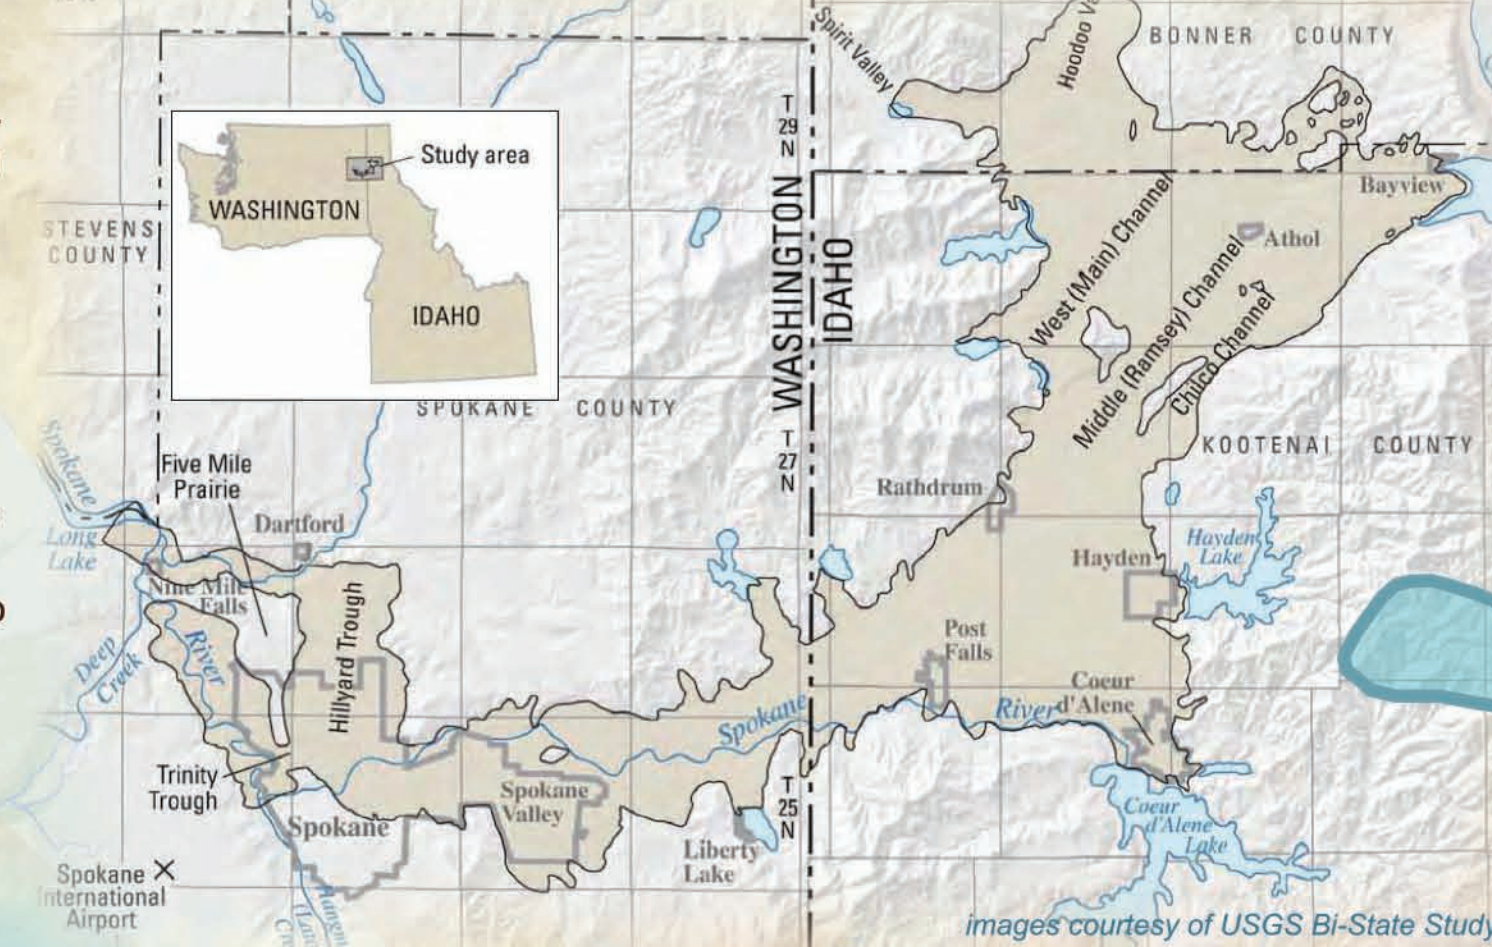 Spirit Valley
Hoodoo
BONNER COUNTY
T
29
N
Study area
WASHINGTON
IDAHO
STEVENS
COUNTY
WASHINGTON
IDAHO
Bayview
Athol
West (Main) Channel
Middle (Ramsey) Channel
Chilco Channel
SPOKANE COUNTY
T
27
N
KOOTENAI COUNTY
Spokane
Five Mile
Prairie
Rathdrum
Dartford
Long
Lake
Hayden
Lake
Hayden
Nine Mile
Falls
Hillyard Trough
River
Deep
Creek
Post
Falls
Coeur
d'Alene
Spokane
River
Trinity
Trough
Spokane
Valley
T
25
N
Spokane
Coeur
d'Alene
Lake
Liberty
Lake
Spokane
International
Airport
images courtesy of USGS Bi-State Study